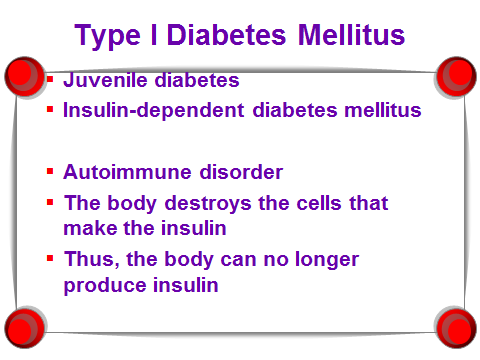 Type I Diabetes Mellitus
▪ Juvenile diabetes
▪ Insulin-dependent diabetes mellitus
▪ Autoimmune disorder
▪ The body destroys the cells that
make the insulin
▪ Thus, the body can no longer
produce insulin